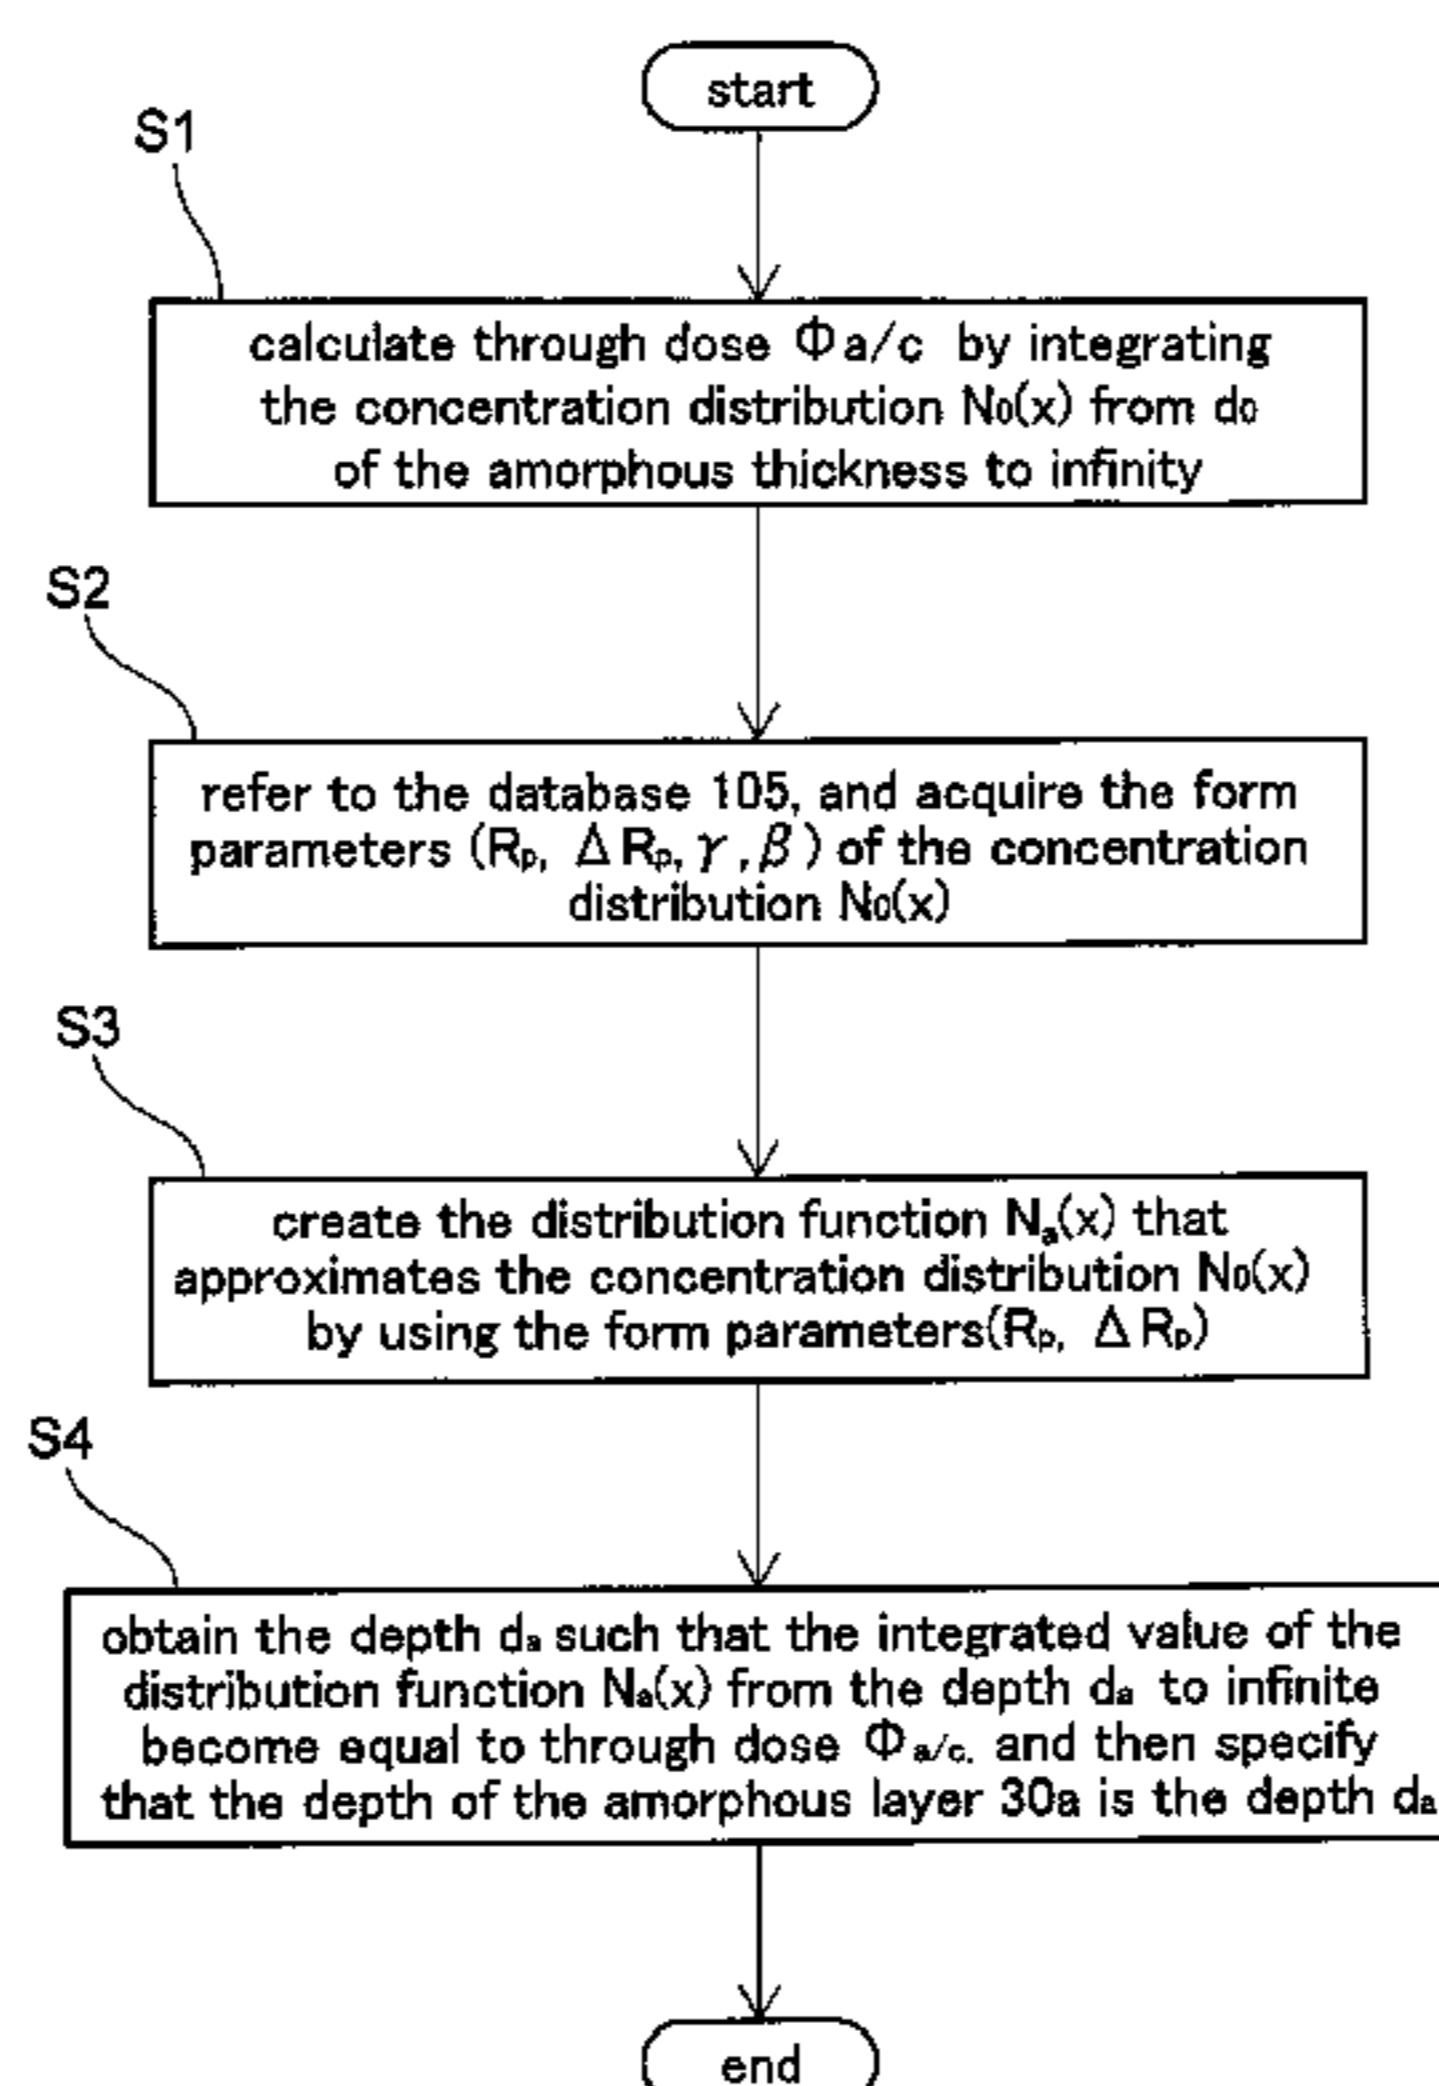 start
S1
calculate through dose Φa/c by integrating
the concentration distribution N₀(x) from d₀
of the amorphous thickness to infinity
S2
refer to the database 105, and acquire the form
parameters (Rₚ, ΔRₚ, γ, β) of the concentration
distribution N₀(x)
S3
create the distribution function Nₐ(x) that
approximates the concentration distribution N₀(x)
by using the form parameters(Rₚ, ΔRₚ)
S4
obtain the depth dₐ such that the integrated value of the
distribution function Nₐ(x) from the depth dₐ to infinite
become equal to through dose Φa/c. and then specify
that the depth of the amorphous layer 30a is the depth dₐ
end